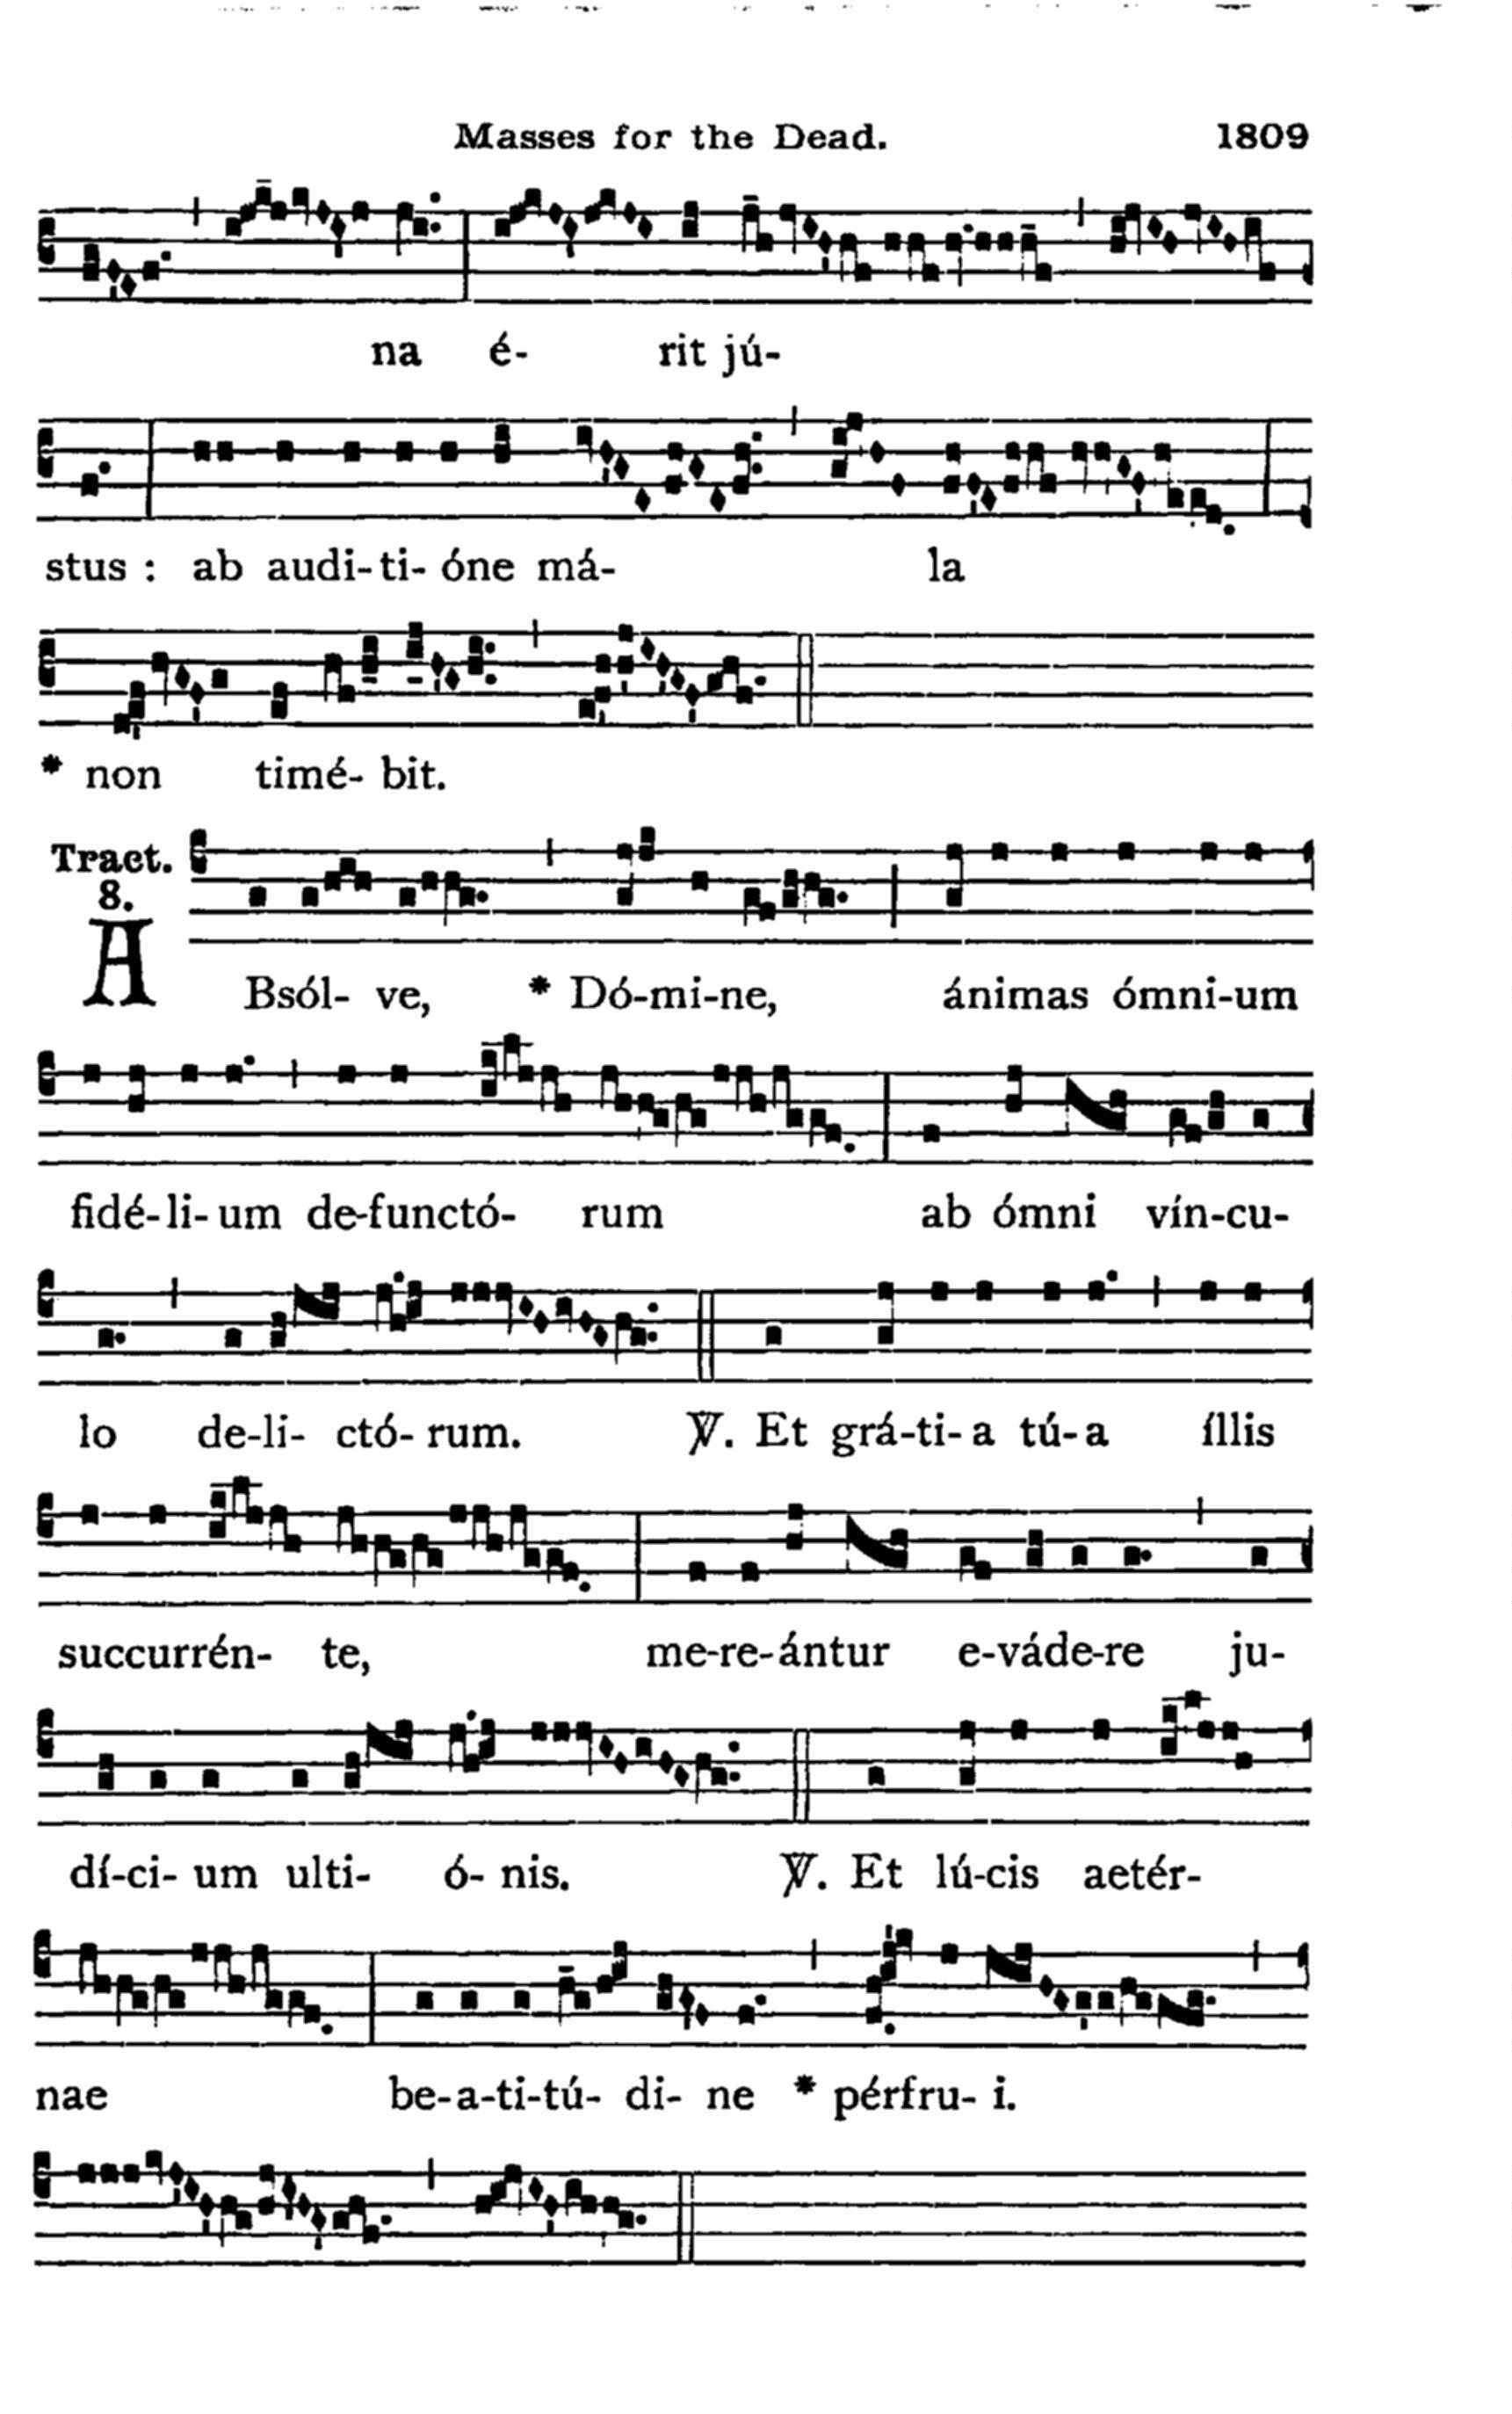 Masses for the Dead. 1809
na é- rit jú-
stus : ab audi-ti-óne má- la
* non timé- bit.
Tract.
8.
A
Bsól- ve, * Dó-mi-ne, ánimas ómni-um
fidé-li-um de-functó- rum ab ómni vín-cu-
lo de-li- ctó- rum. ℣. Et grá-ti-a tú-a íllis
succurrén- te, me-re-ántur e-váde-re ju-
dí-ci- um ulti- ó- nis. ℣. Et lú-cis aetér-
nae be-a-ti-tú- di- ne * pérfru- i.